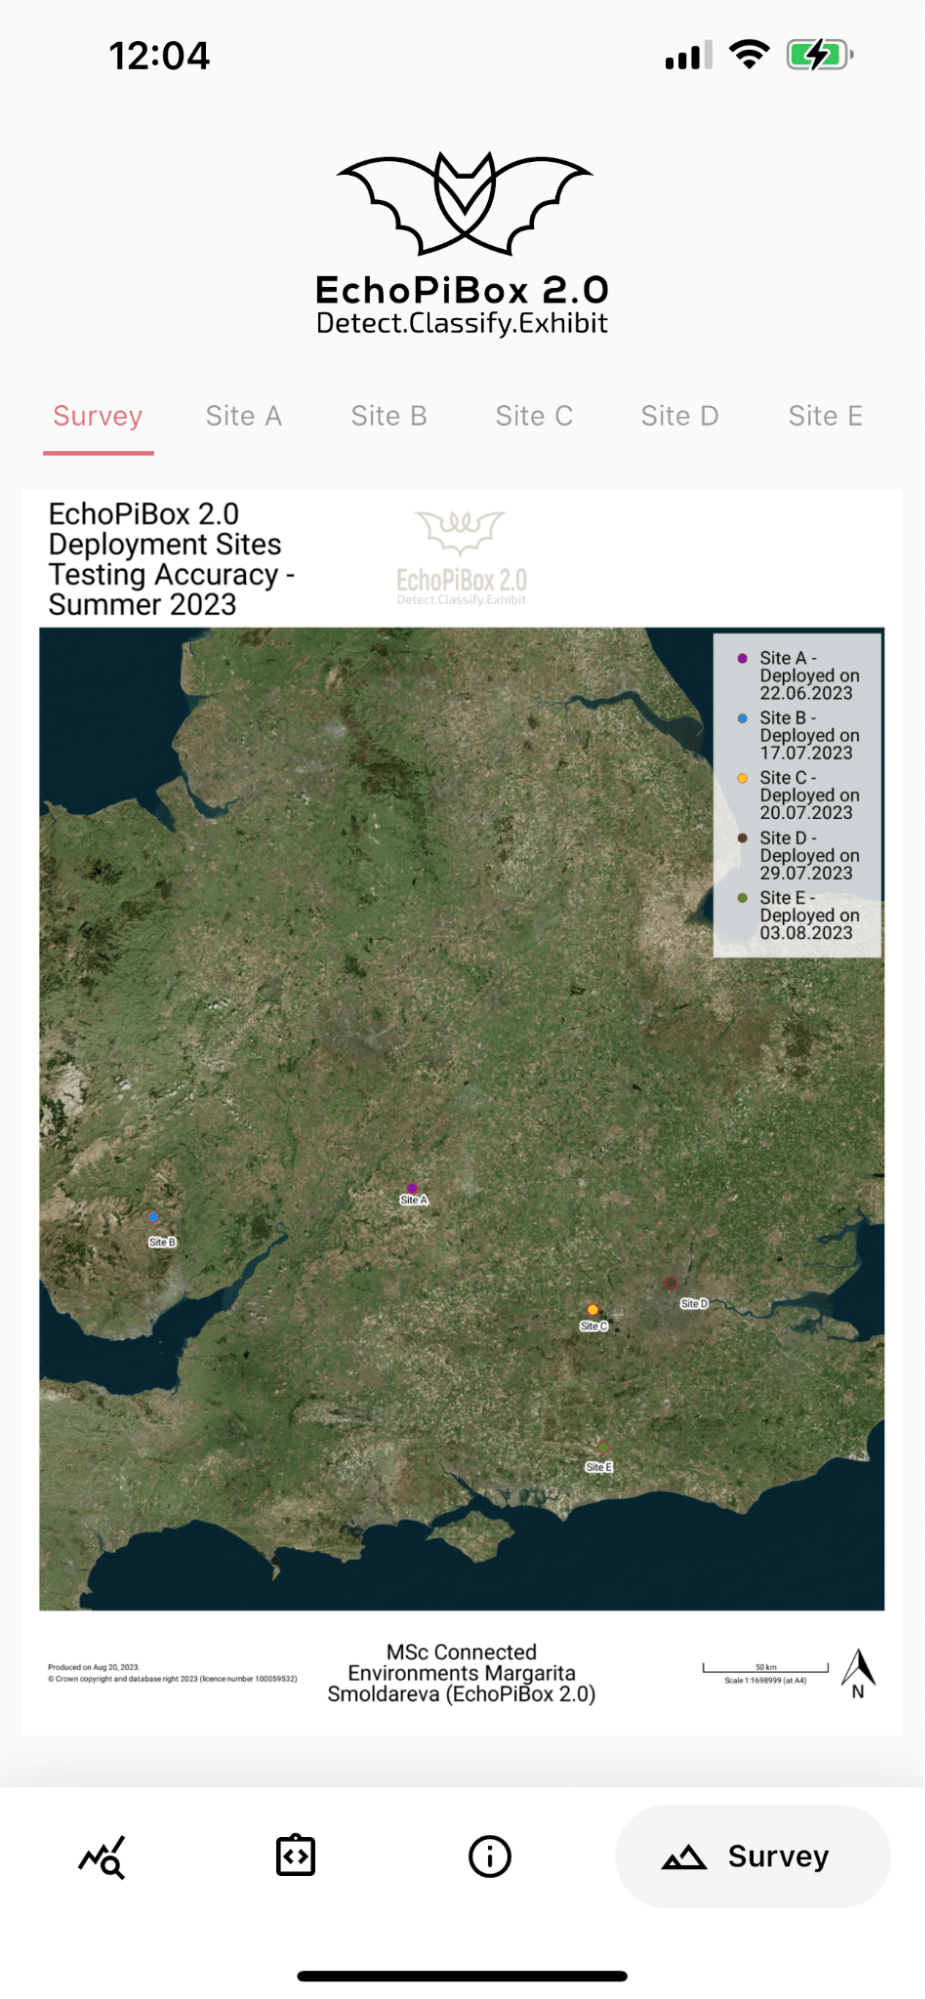 12:04
EchoPiBox 2.0
Detect.Classify.Exhibit
Survey Site A Site B Site C Site D Site E
EchoPiBox 2.0
Deployment Sites
Testing Accuracy -
Summer 2023
EchoPiBox 2.0
Detect.Classify.Exhibit
Site A -
Deployed on
22.06.2023
Site B -
Deployed on
17.07.2023
Site C -
Deployed on
20.07.2023
Site D -
Deployed on
29.07.2023
Site E -
Deployed on
03.08.2023
Site A
Site B
Site D
Site C
Site E
Produced on Aug 20, 2023.
© Crown copyright and database right 2023 (licence number 100059532)
MSc Connected
Environments Margarita
Smoldareva (EchoPiBox 2.0)
50 km
Scale 1:1698999 (at A4)
N
Survey